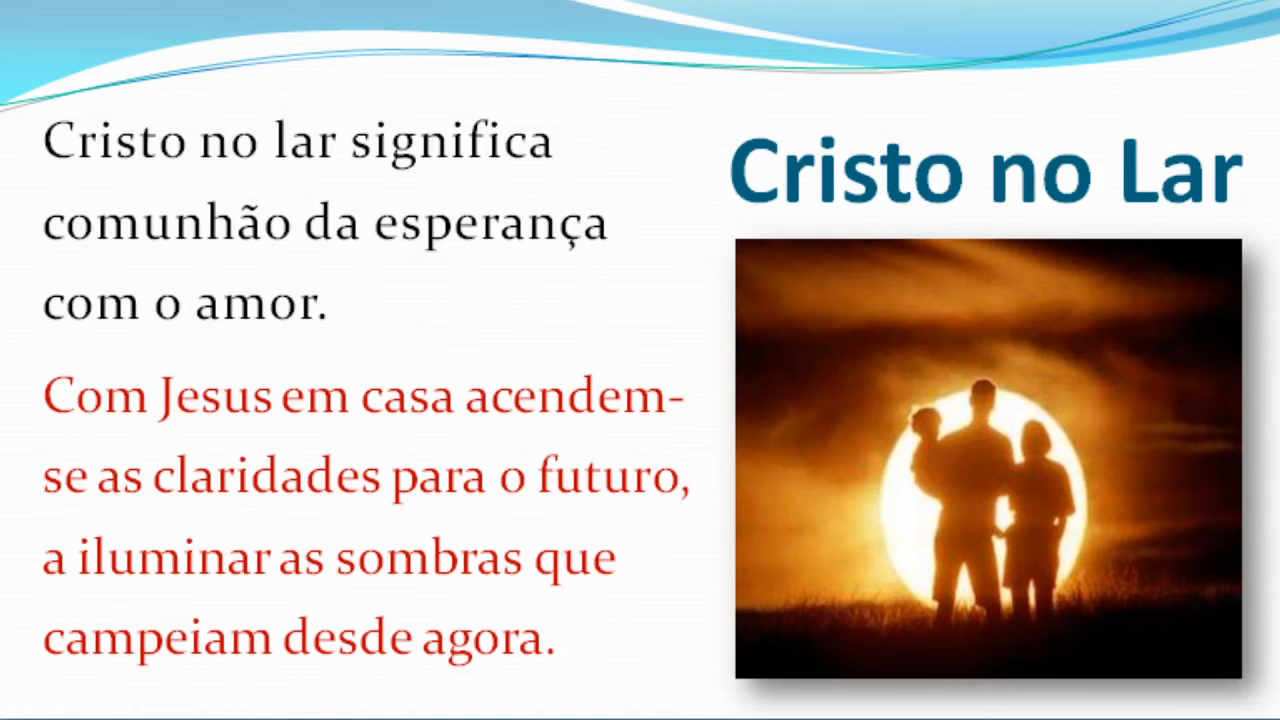 Cristo no Lar
Cristo no lar significa
comunhão da esperança
com o amor.
Com Jesus em casa acendem-
se as claridades para o futuro,
a iluminar as sombras que
campeiam desde agora.